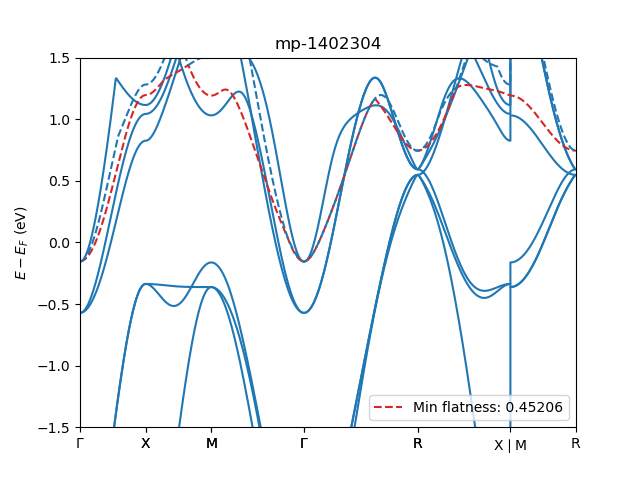 mp-1402304
E − E_F (eV)
1.5
1.0
0.5
0.0
−0.5
−1.0
−1.5
Min flatness: 0.45206
Γ X M Γ R X | M R